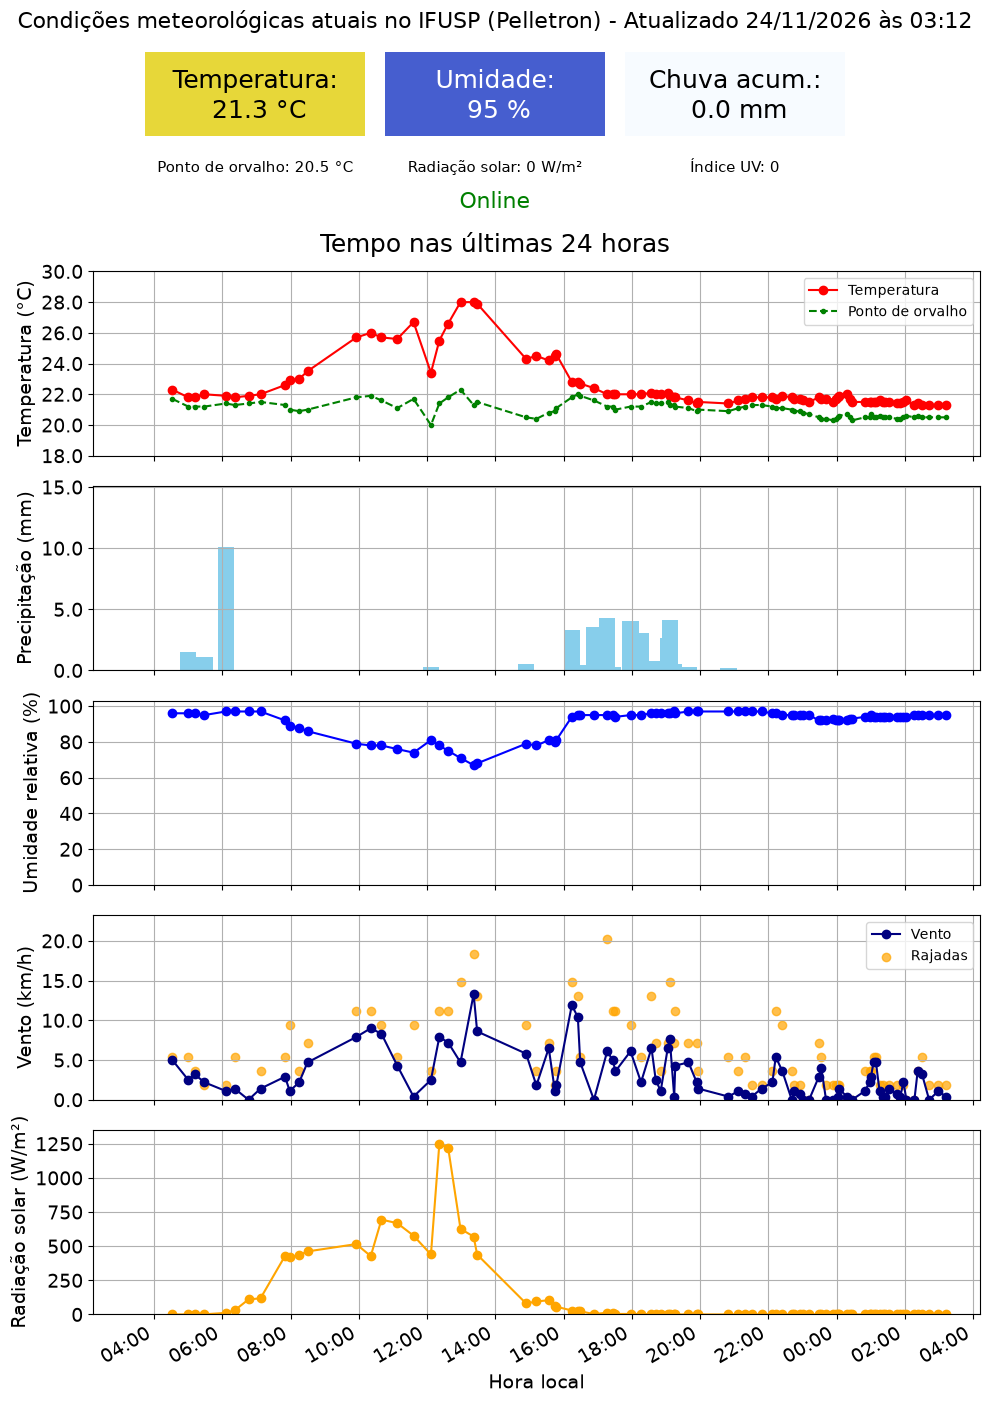 Condições meteorológicas atuais no IFUSP (Pelletron) - Atualizado 24/11/2026 às 03:12
Temperatura:
21.3 °C
Umidade:
95 %
Chuva acum.:
0.0 mm
Ponto de orvalho: 20.5 °C
Radiação solar: 0 W/m²
Índice UV: 0
Online
Tempo nas últimas 24 horas
Temperatura (°C)
30.0
28.0
26.0
24.0
22.0
20.0
18.0
Temperatura
Ponto de orvalho
Precipitação (mm)
15.0
10.0
5.0
0.0
Umidade relativa (%)
100
80
60
40
20
0
Vento (km/h)
20.0
15.0
10.0
5.0
0.0
Vento
Rajadas
Radiação solar (W/m²)
1250
1000
750
500
250
0
04:00
06:00
08:00
10:00
12:00
14:00
16:00
18:00
20:00
22:00
00:00
02:00
04:00
Hora local